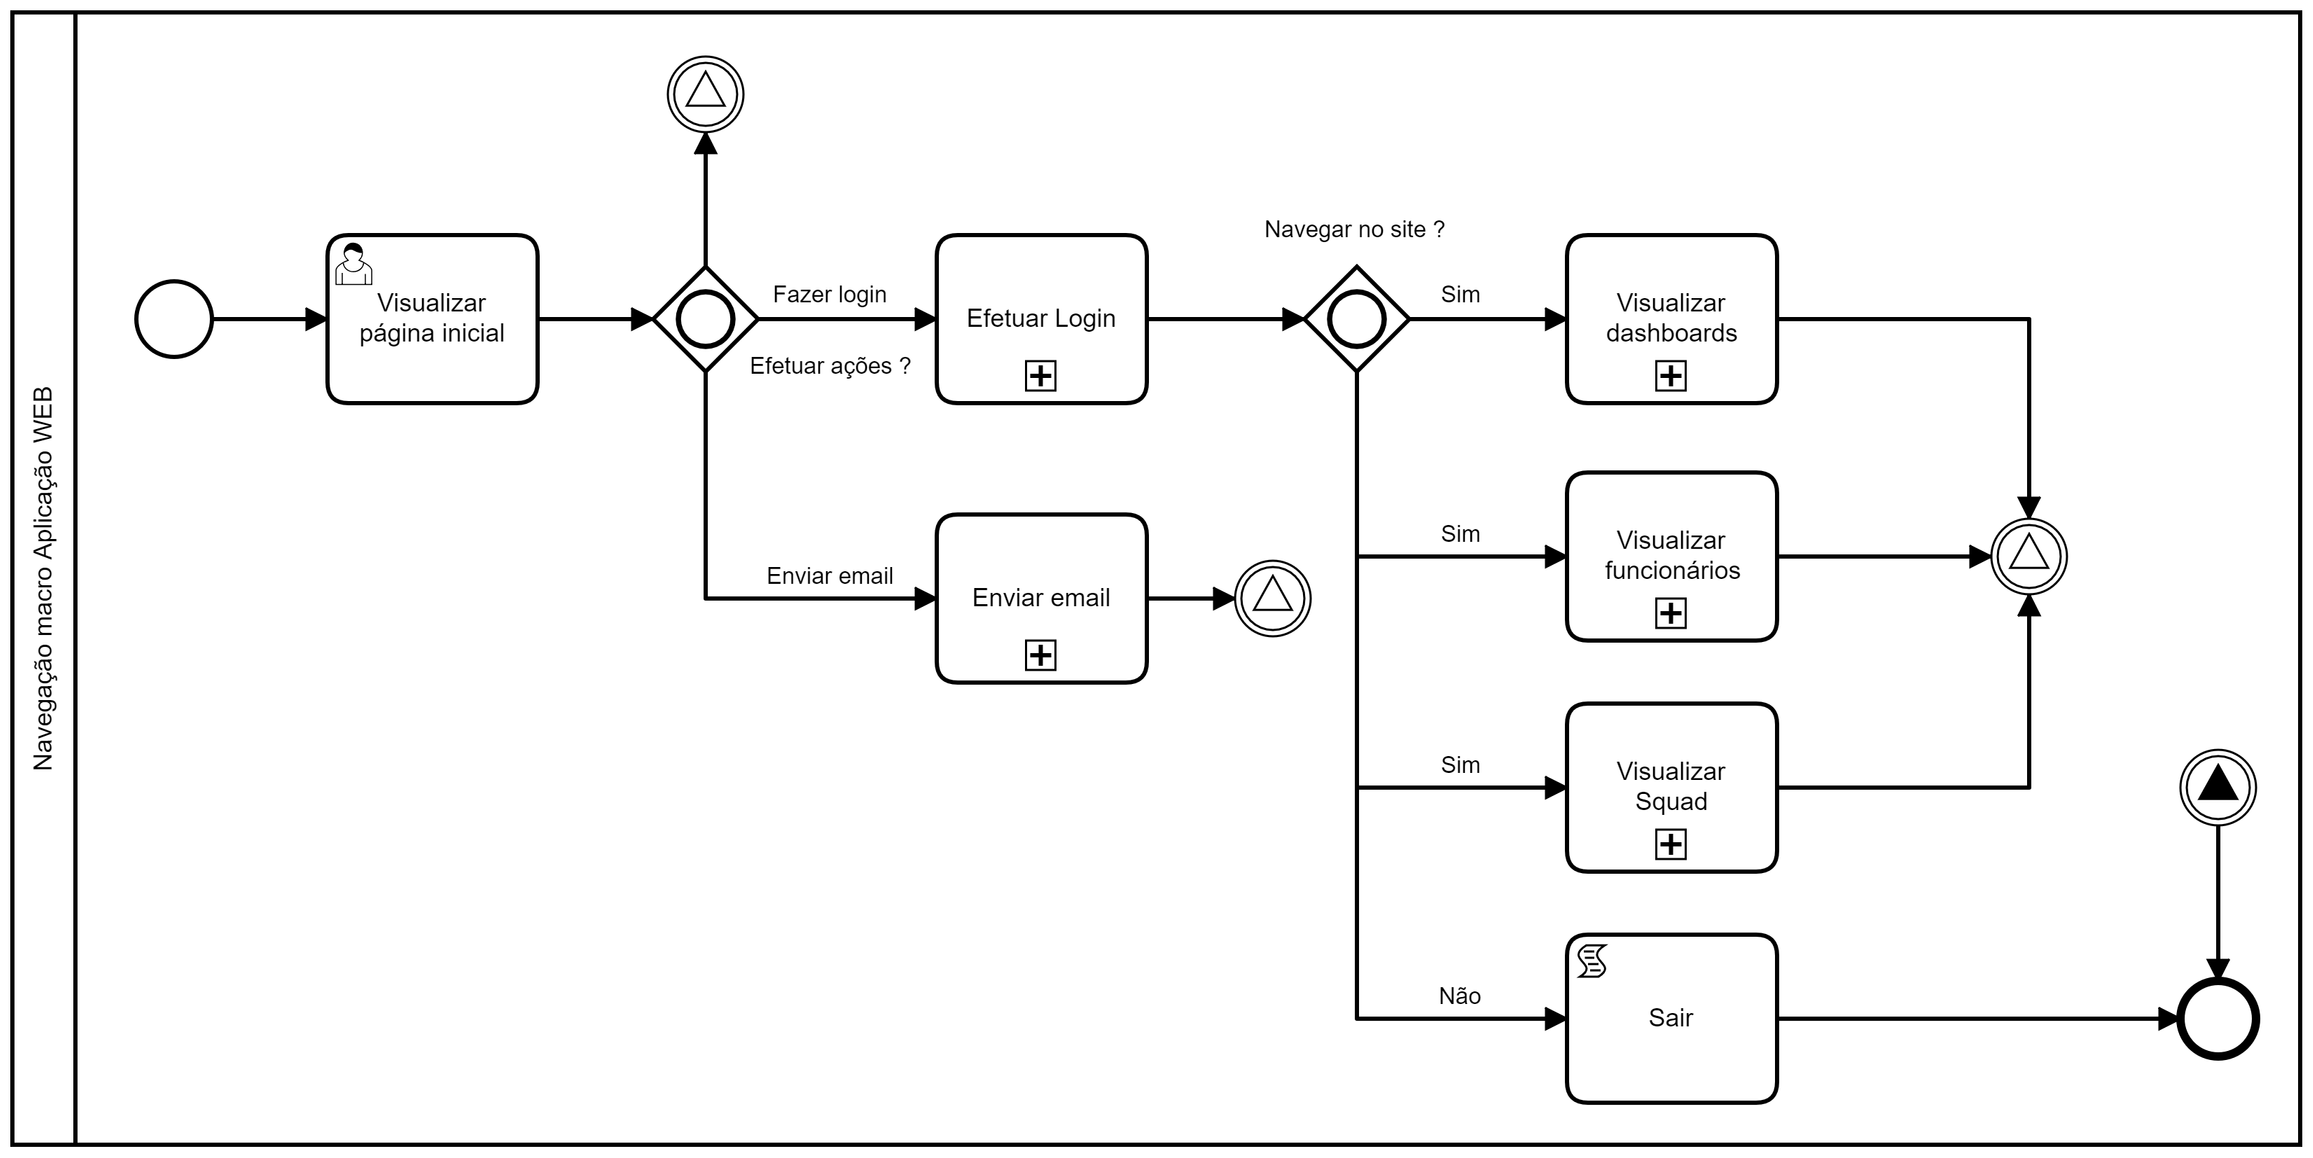 Navegação macro Aplicação WEB
Visualizar
página inicial
Fazer login
Efetuar ações ?
Efetuar Login
Navegar no site ?
Sim
Visualizar
dashboards
Enviar email
Enviar email
Sim
Visualizar
funcionários
Sim
Visualizar
Squad
Não
Sair